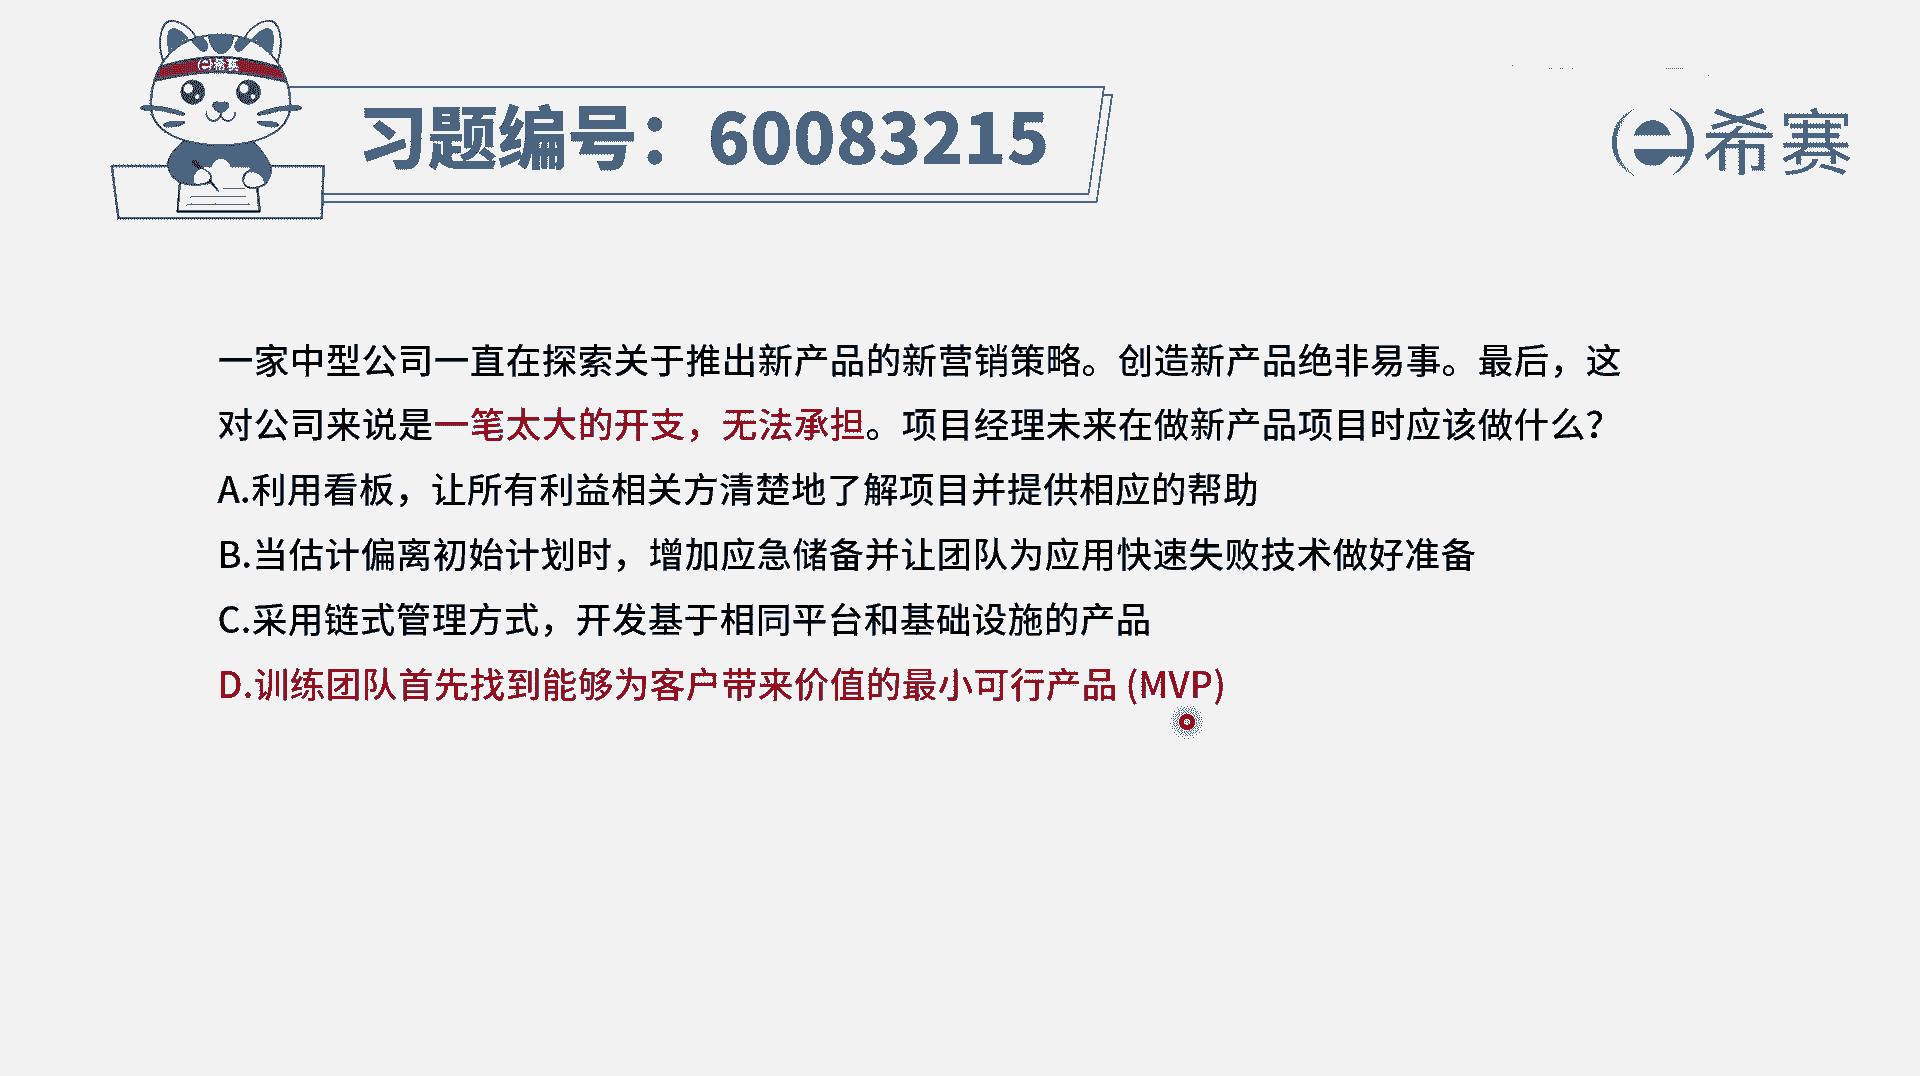 希赛
习题编号：60083215
希赛
一家中型公司一直在探索关于推出新产品的新营销策略。创造新产品绝非易事。最后，这
对公司来说是一笔太大的开支，无法承担。项目经理未来在做新产品项目时应该做什么？
A.利用看板，让所有利益相关方清楚地了解项目并提供相应的帮助
B.当估计偏离初始计划时，增加应急储备并让团队为应用快速失败技术做好准备
C.采用链式管理方式，开发基于相同平台和基础设施的产品
D.训练团队首先找到能够为客户带来价值的最小可行产品 (MVP)